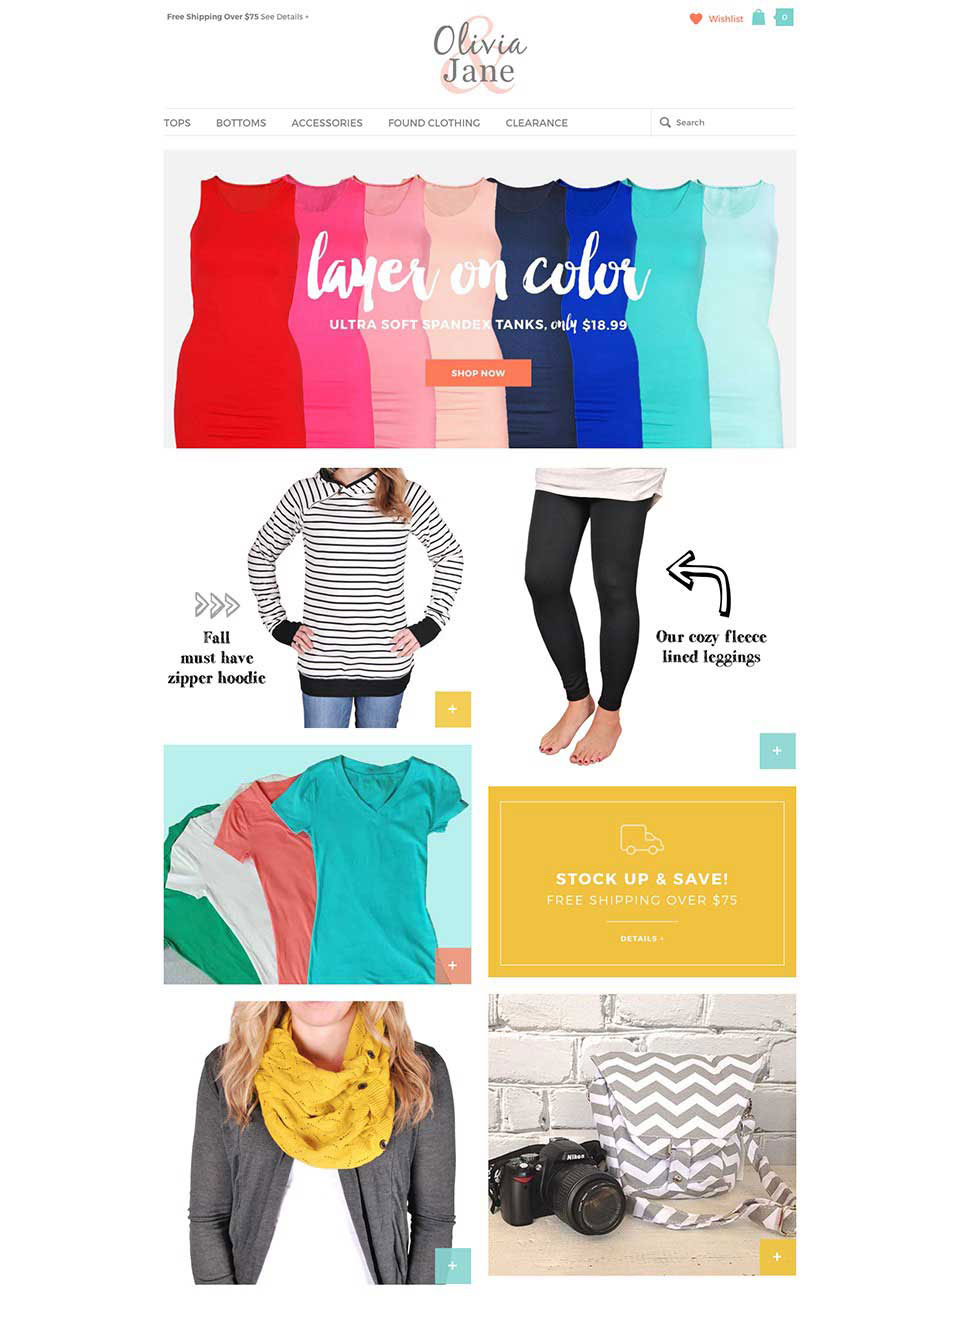 Free Shipping Over $75 See Details +
Wishlist
0
Olivia
&
Jane
TOPS BOTTOMS ACCESSORIES FOUND CLOTHING CLEARANCE
Search
layer on color
ULTRA SOFT SPANDEX TANKS, only $18.99
SHOP NOW
Fall
must have
zipper hoodie
+
Our cozy fleece
lined leggings
+
+
STOCK UP & SAVE!
FREE SHIPPING OVER $75
DETAILS +
+
Nikon
+